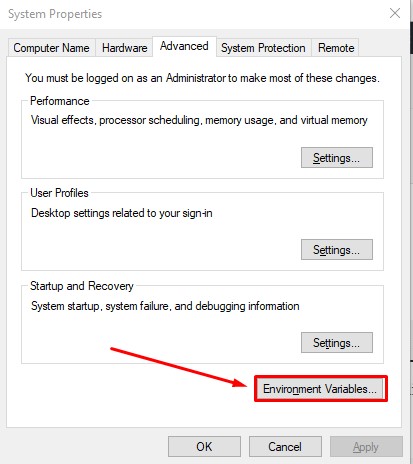 System Properties
Computer Name Hardware Advanced System Protection Remote
You must be logged on as an Administrator to make most of these changes.
Performance
Visual effects, processor scheduling, memory usage, and virtual memory
Settings...
User Profiles
Desktop settings related to your sign-in
Settings...
Startup and Recovery
System startup, system failure, and debugging information
Settings...
Environment Variables...
OK Cancel Apply